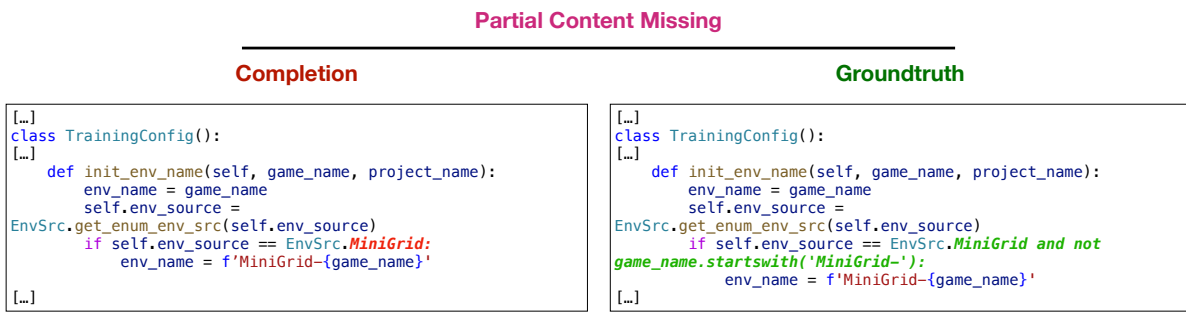 Partial Content Missing
Completion
[…]
class TrainingConfig():
[…]
    def init_env_name(self, game_name, project_name):
        env_name = game_name
        self.env_source =
EnvSrc.get_enum_env_src(self.env_source)
        if self.env_source == EnvSrc.MiniGrid:
            env_name = f’MiniGrid-{game_name}'
[…]
Groundtruth
[…]
class TrainingConfig():
[…]
    def init_env_name(self, game_name, project_name):
        env_name = game_name
        self.env_source =
EnvSrc.get_enum_env_src(self.env_source)
        if self.env_source == EnvSrc.MiniGrid and not
game_name.startswith('MiniGrid-'):
            env_name = f'MiniGrid-{game_name}'
[…]